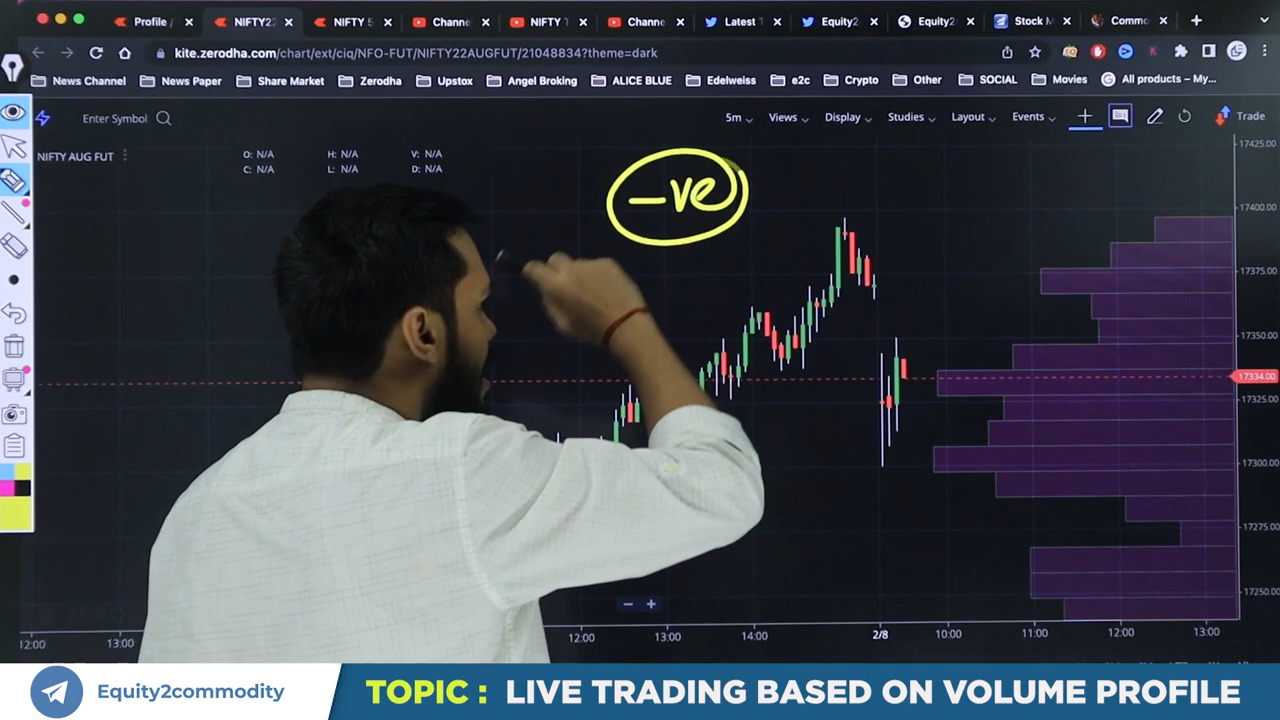 Profile /
NIFTY22
NIFTY 5
Channe
NIFTY T
Channe
Latest T
Equity2-
Equity2
Stock M
Commo
kite.zerodha.com/chart/ext/ciq/NFO-FUT/NIFTY22AUGFUT/21048834?theme=dark
News Channel News Paper Share Market Zerodha Upstox Angel Broking ALICE BLUE Edelweiss e2c Crypto Other SOCIAL Movies All products – My...
Enter Symbol 5m Views Display Studies Layout Events Trade
NIFTY AUG FUT O: N/A H: N/A V: N/A
C: N/A L: N/A D: N/A
-ve
17425.00
17400.00
17375.00
17350.00
17334.00
17325.00
17300.00
17275.00
17250.00
12:00 13:00 12:00 13:00 14:00 2/8 10:00 11:00 12:00 13:00
Equity2commodity
TOPIC : LIVE TRADING BASED ON VOLUME PROFILE